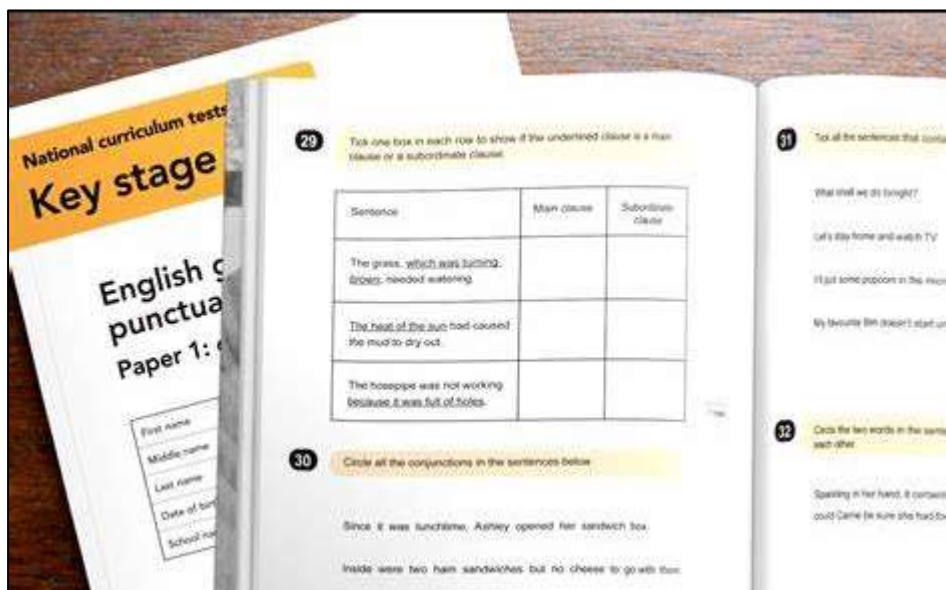 National curriculum tests
Key stage
English g
punctua
Paper 1:
First name
Middle name
Last name
Date of birt
School nam
29
Tick one box in each row to show if the underlined clause is a main
clause or a subordinate clause.
Sentence
Main clause
Subordinate
clause
The grass, which was turning
brown, needed watering.
The heat of the sun had caused
the mud to dry out.
The hosepipe was not working
because it was full of holes.
30
Circle all the conjunctions in the sentences below
Since it was lunchtime, Ashley opened her sandwich box
Inside were two ham sandwiches but no cheese to go with them
31
Tick all the sentences that conta
What shall we do tonight?
Let's stay home and watch TV
I'll put some popcorn in the micro
My favourite film doesn't start un
32
Circle the two words in the sente
each other.
in her hand, it
could Carrie be sure she had